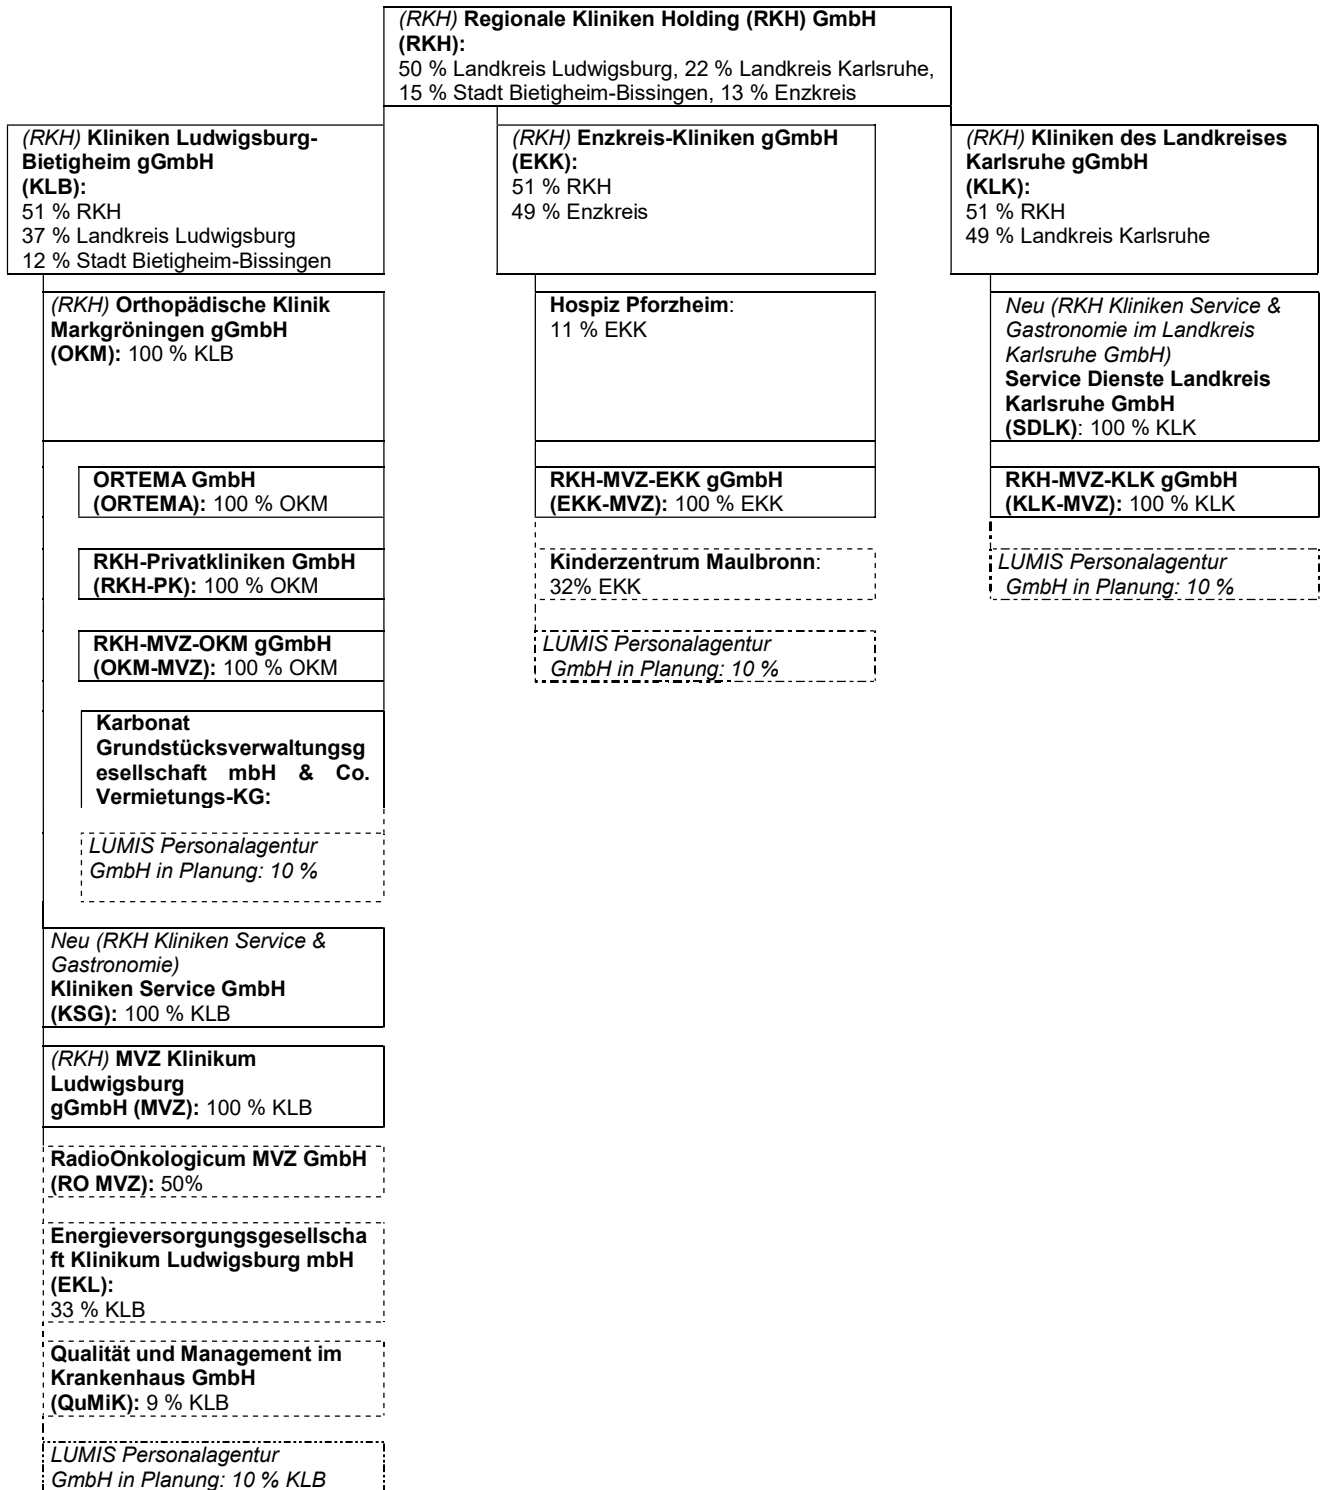 (RKH) Regionale Kliniken Holding (RKH) GmbH
(RKH):
50 % Landkreis Ludwigsburg, 22 % Landkreis Karlsruhe,
15 % Stadt Bietigheim-Bissingen, 13 % Enzkreis
(RKH) Kliniken Ludwigsburg-
Bietigheim gGmbH
(KLB):
51 % RKH
37 % Landkreis Ludwigsburg
12 % Stadt Bietigheim-Bissingen
(RKH) Orthopädische Klinik
Markgröningen gGmbH
(OKM): 100 % KLB
ORTEMA GmbH
(ORTEMA): 100 % OKM
RKH-Privatkliniken GmbH
(RKH-PK): 100 % OKM
RKH-MVZ-OKM gGmbH
(OKM-MVZ): 100 % OKM
Karbonat
Grundstücksverwaltungsg
esellschaft mbH & Co.
Vermietungs-KG:
LUMIS Personalagentur
GmbH in Planung: 10 %
Neu (RKH Kliniken Service &
Gastronomie)
Kliniken Service GmbH
(KSG): 100 % KLB
(RKH) MVZ Klinikum
Ludwigsburg
gGmbH (MVZ): 100 % KLB
RadioOnkologicum MVZ GmbH
(RO MVZ): 50%
Energieversorgungsgesellscha
ft Klinikum Ludwigsburg mbH
(EKL):
33 % KLB
Qualität und Management im
Krankenhaus GmbH
(QuMiK): 9 % KLB
LUMIS Personalagentur
GmbH in Planung: 10 % KLB
(RKH) Enzkreis-Kliniken gGmbH
(EKK):
51 % RKH
49 % Enzkreis
Hospiz Pforzheim:
11 % EKK
RKH-MVZ-EKK gGmbH
(EKK-MVZ): 100 % EKK
Kinderzentrum Maulbronn:
32% EKK
LUMIS Personalagentur
GmbH in Planung: 10 %
(RKH) Kliniken des Landkreises
Karlsruhe gGmbH
(KLK):
51 % RKH
49 % Landkreis Karlsruhe
Neu (RKH Kliniken Service &
Gastronomie im Landkreis
Karlsruhe GmbH)
Service Dienste Landkreis
Karlsruhe GmbH
(SDLK): 100 % KLK
RKH-MVZ-KLK gGmbH
(KLK-MVZ): 100 % KLK
LUMIS Personalagentur
GmbH in Planung: 10 %